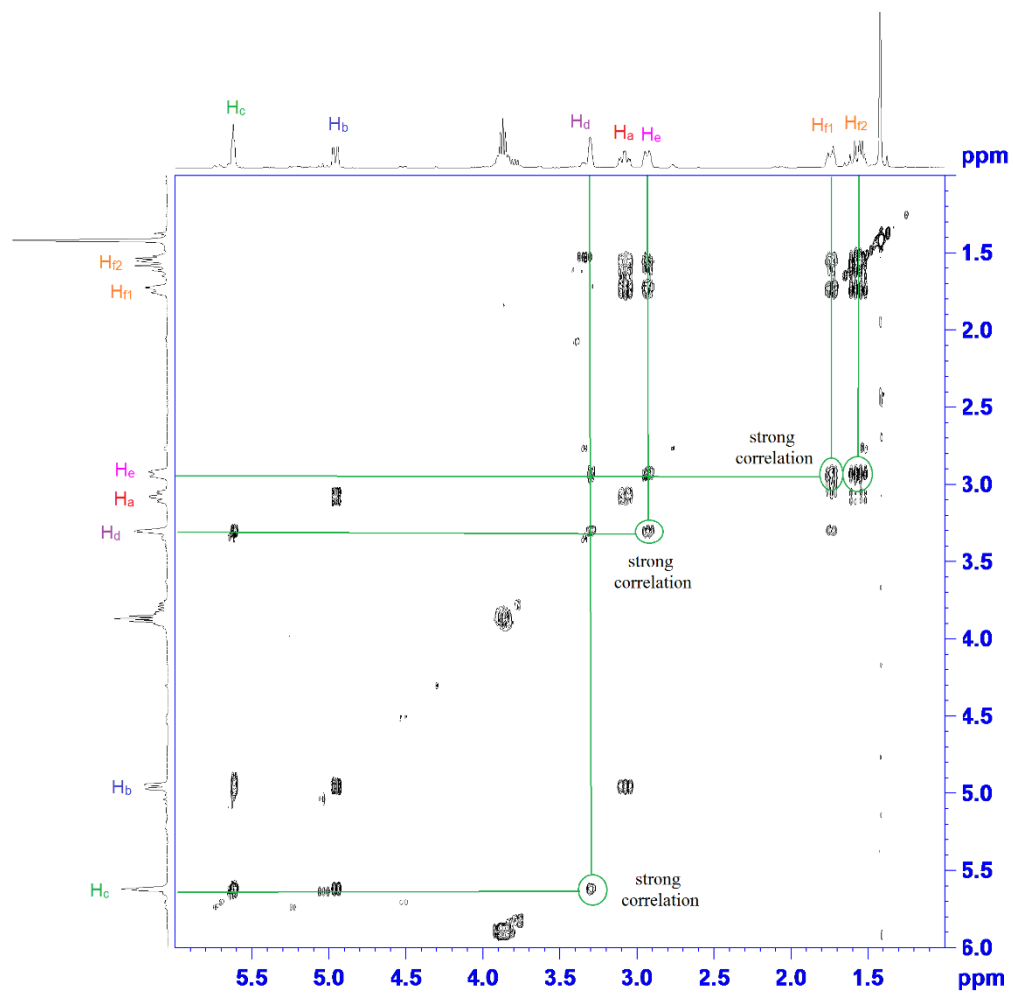 Hc Hb Hd Ha He Hf1 Hf2
ppm
Hf2
Hf1
He
Ha
Hd
Hb
Hc
strong
correlation
strong
correlation
strong
correlation
1.5
2.0
2.5
3.0
3.5
4.0
4.5
5.0
5.5
6.0
5.5 5.0 4.5 4.0 3.5 3.0 2.5 2.0 1.5 ppm